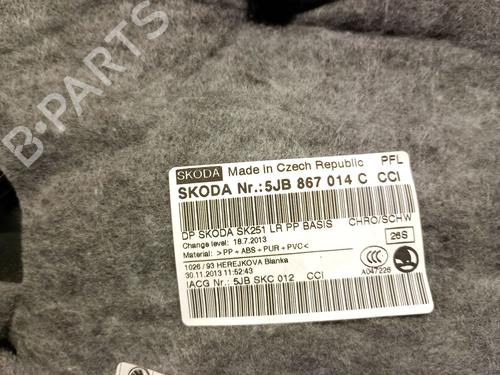 B-PARTS
SKODA Made in Czech Republic PFL
SKODA Nr.:5JB 867 014 C CCI
DP SKODA SK251 LR PP BASIS CHRO/SCHW
Change level: 18.7.2013 26S
Material: >PP + ABS + PUR + PVC<
1026 / 93 HEREJKOVA Blanka
30.11.2013 11:52:43 A047226
IACG Nr.: 5JB SKC 012 CCI